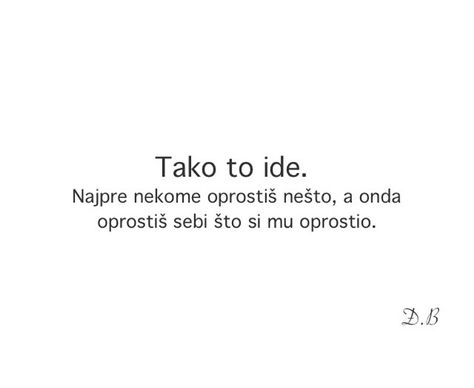 Tako to ide.
Najpre nekome oprostiš nešto, a onda
oprostiš sebi što si mu oprostio.
Đ.B